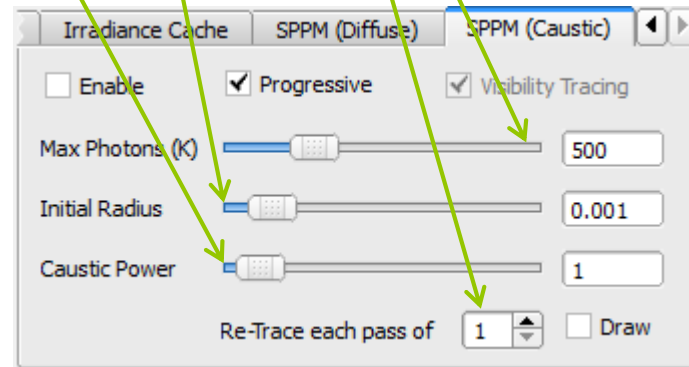 Irradiance Cache SPPM (Diffuse) SPPM (Caustic)
Enable Progressive Visibility Tracing
Max Photons (K) 500
Initial Radius 0.001
Caustic Power 1
Re-Trace each pass of 1 Draw